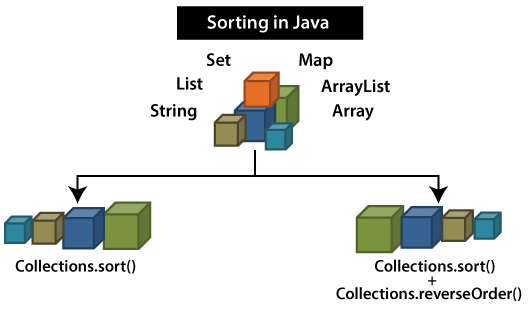 Sorting in Java
Set
Map
List
ArrayList
String
Array
Collections.sort()
Collections.sort()
+
Collections.reverseOrder()